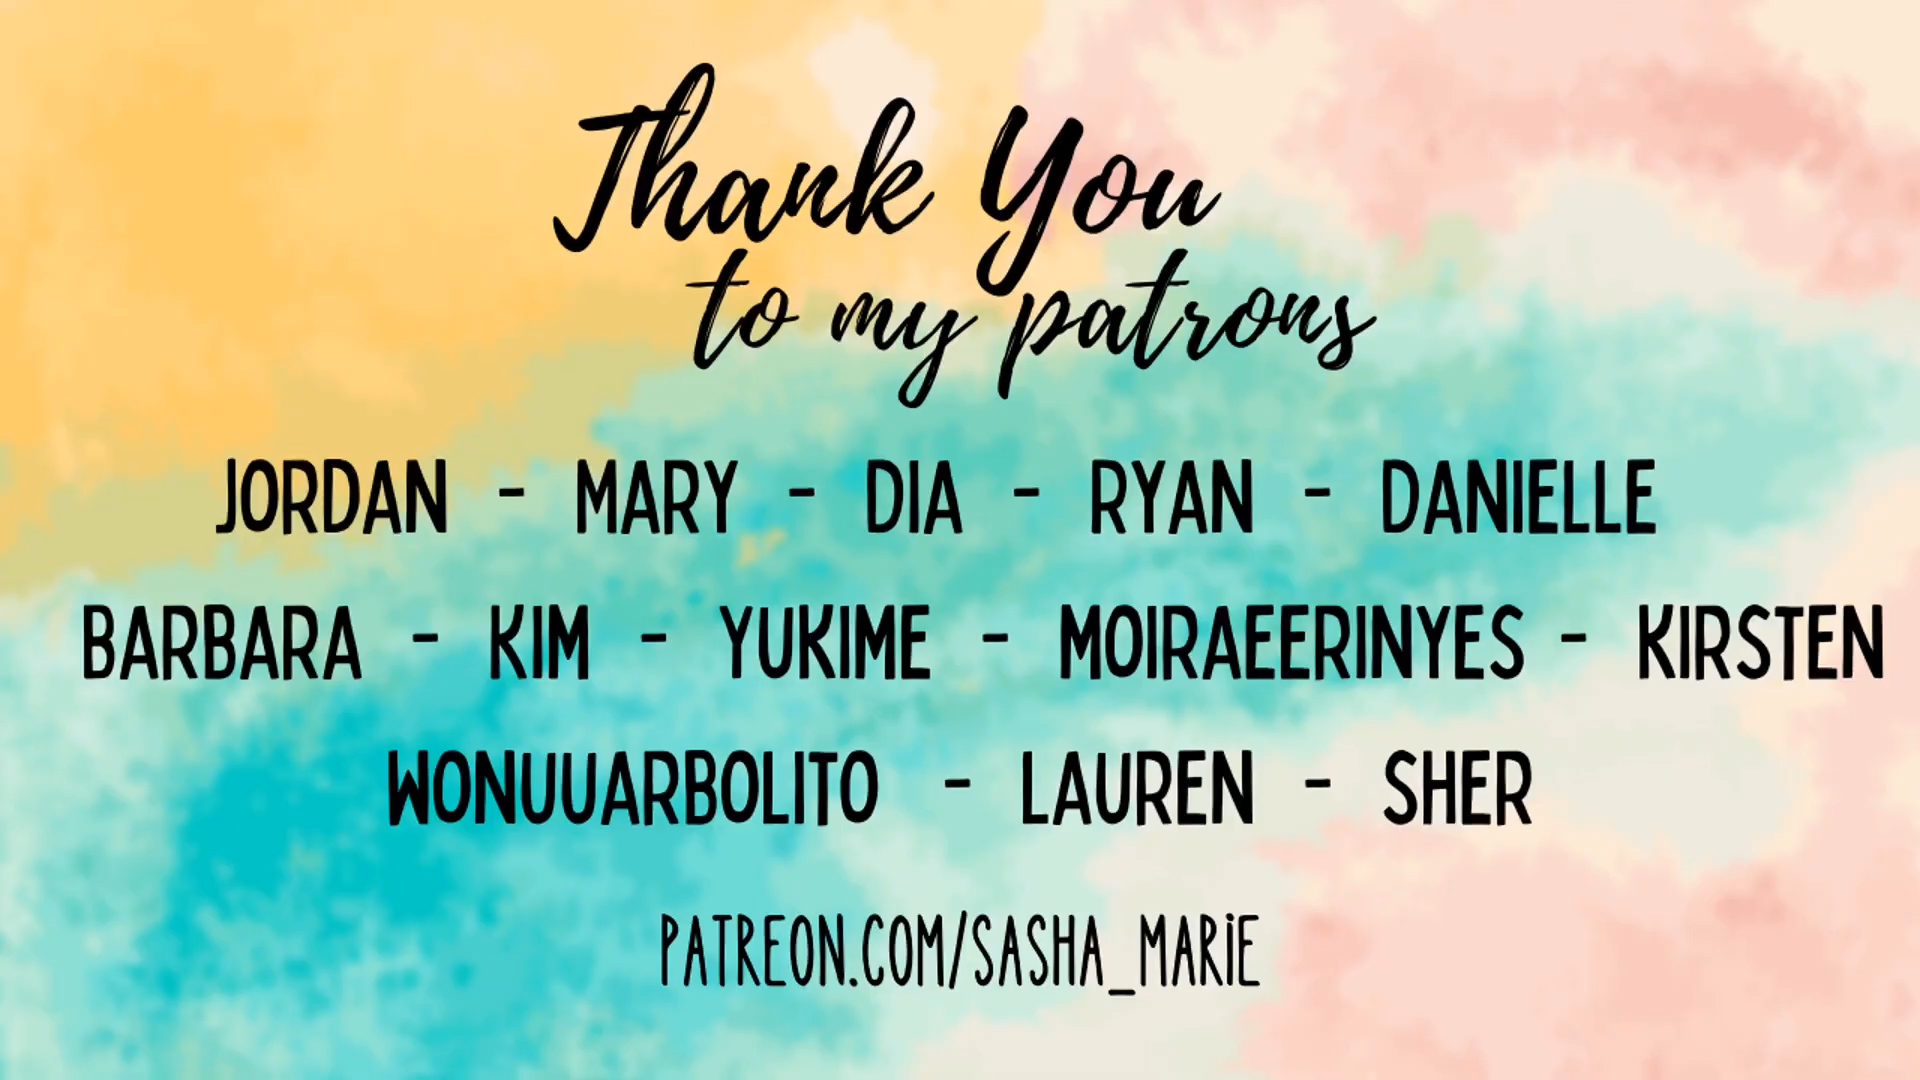 Thank You
to my patrons
JORDAN - MARY - DIA - RYAN - DANIELLE
BARBARA - KIM - YUKIME - MOIRAEERINYES - KIRSTEN
WONUUARBOLITO - LAUREN - SHER
PATREON.COM/SASHA_MARiE